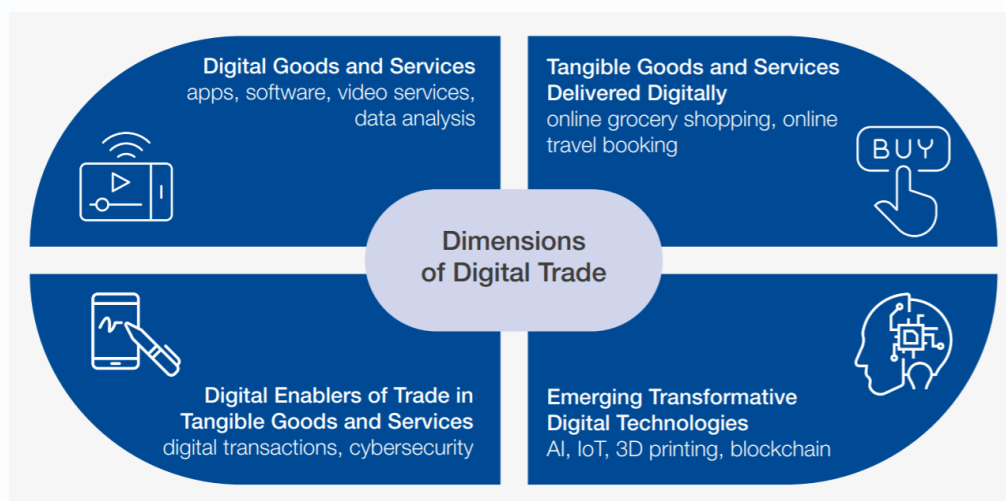 Digital Goods and Services
apps, software, video services,
data analysis
Tangible Goods and Services
Delivered Digitally
online grocery shopping, online
travel booking
BUY
Dimensions
of Digital Trade
Digital Enablers of Trade in
Tangible Goods and Services
digital transactions, cybersecurity
Emerging Transformative
Digital Technologies
AI, IoT, 3D printing, blockchain